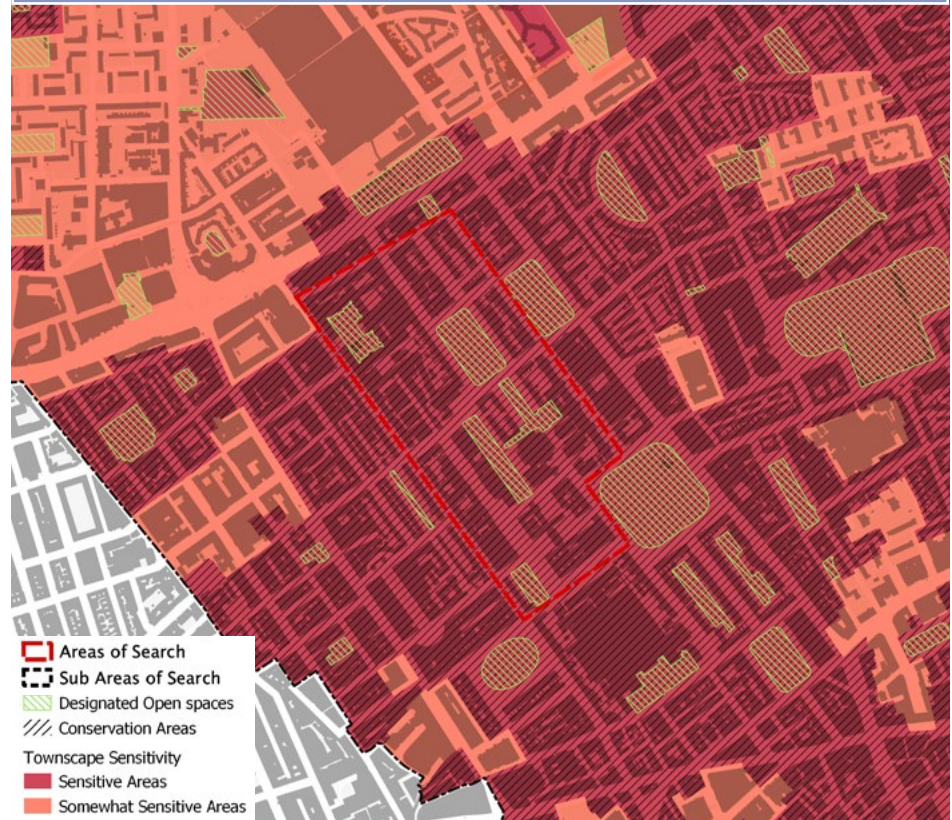 Areas of Search
Sub Areas of Search
Designated Open spaces
Conservation Areas
Townscape Sensitivity
Sensitive Areas
Somewhat Sensitive Areas